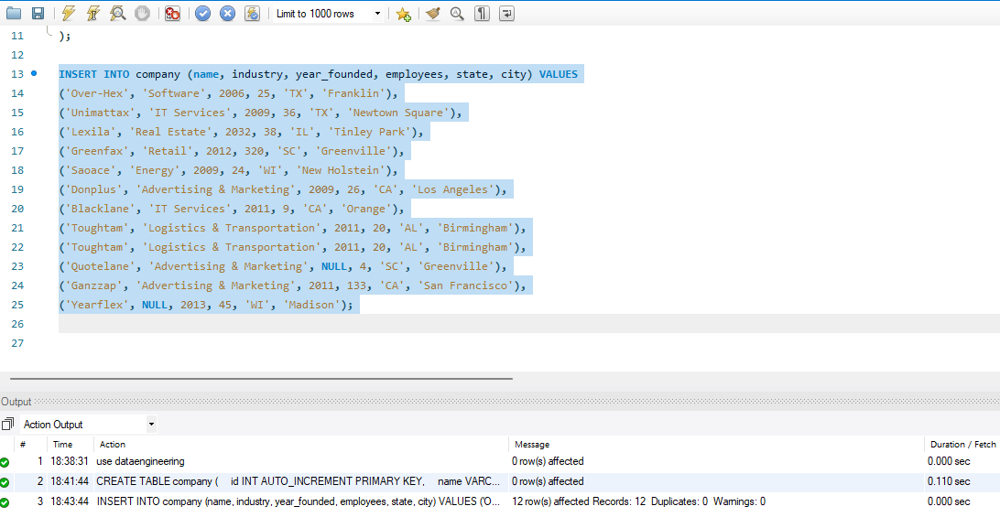 Limit to 1000 rows
11 );
12
13 INSERT INTO company (name, industry, year_founded, employees, state, city) VALUES
14 ('Over-Hex', 'Software', 2006, 25, 'TX', 'Franklin'),
15 ('Unimattax', 'IT Services', 2009, 36, 'TX', 'Newtown Square'),
16 ('Lexila', 'Real Estate', 2032, 38, 'IL', 'Tinley Park'),
17 ('Greenfax', 'Retail', 2012, 320, 'SC', 'Greenville'),
18 ('Saoace', 'Energy', 2009, 24, 'WI', 'New Holstein'),
19 ('Donplus', 'Advertising & Marketing', 2009, 26, 'CA', 'Los Angeles'),
20 ('Blacklane', 'IT Services', 2011, 9, 'CA', 'Orange'),
21 ('Toughtam', 'Logistics & Transportation', 2011, 20, 'AL', 'Birmingham'),
22 ('Toughtam', 'Logistics & Transportation', 2011, 20, 'AL', 'Birmingham'),
23 ('Quotelane', 'Advertising & Marketing', NULL, 4, 'SC', 'Greenville'),
24 ('Ganzzap', 'Advertising & Marketing', 2011, 133, 'CA', 'San Francisco'),
25 ('Yearflex', NULL, 2013, 45, 'WI', 'Madison');
26
27
Output
Action Output
# Time Action Message Duration / Fetch
1 18:38:31 use dataengineering 0 row(s) affected 0.000 sec
2 18:41:44 CREATE TABLE company ( id INT AUTO_INCREMENT PRIMARY KEY, name VARC... 0 row(s) affected 0.110 sec
3 18:43:44 INSERT INTO company (name, industry, year_founded, employees, state, city) VALUES ('O... 12 row(s) affected Records: 12 Duplicates: 0 Warnings: 0 0.000 sec